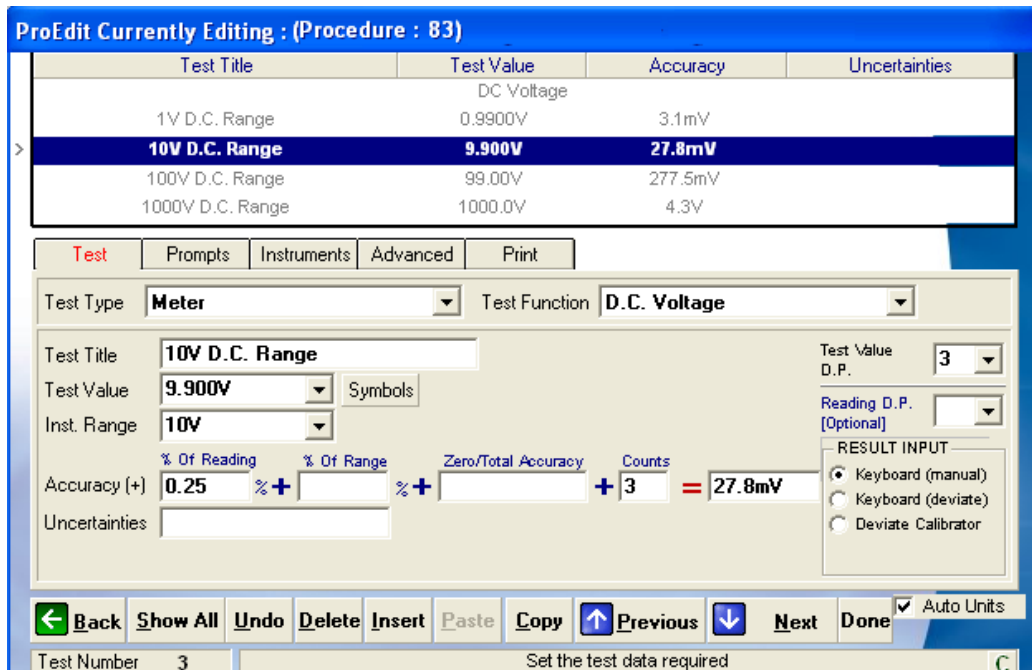 ProEdit Currently Editing : (Procedure : 83)
Test Title Test Value Accuracy Uncertainties
DC Voltage
1V D.C. Range 0.9900V 3.1mV
> 10V D.C. Range 9.900V 27.8mV
100V D.C. Range 99.00V 277.5mV
1000V D.C. Range 1000.0V 4.3V
Test Prompts Instruments Advanced Print
Test Type Meter Test Function D.C. Voltage
Test Title 10V D.C. Range
Test Value 9.900V Symbols
Inst. Range 10V
Test Value D.P. 3
Reading D.P. [Optional]
% Of Reading % Of Range Zero/Total Accuracy Counts
Accuracy (+) 0.25 % + % + + 3 = 27.8mV
Uncertainties
RESULT INPUT
Keyboard (manual)
Keyboard (deviate)
Deviate Calibrator
Back Show All Undo Delete Insert Paste Copy Previous Next Done Auto Units
Test Number 3 Set the test data required C